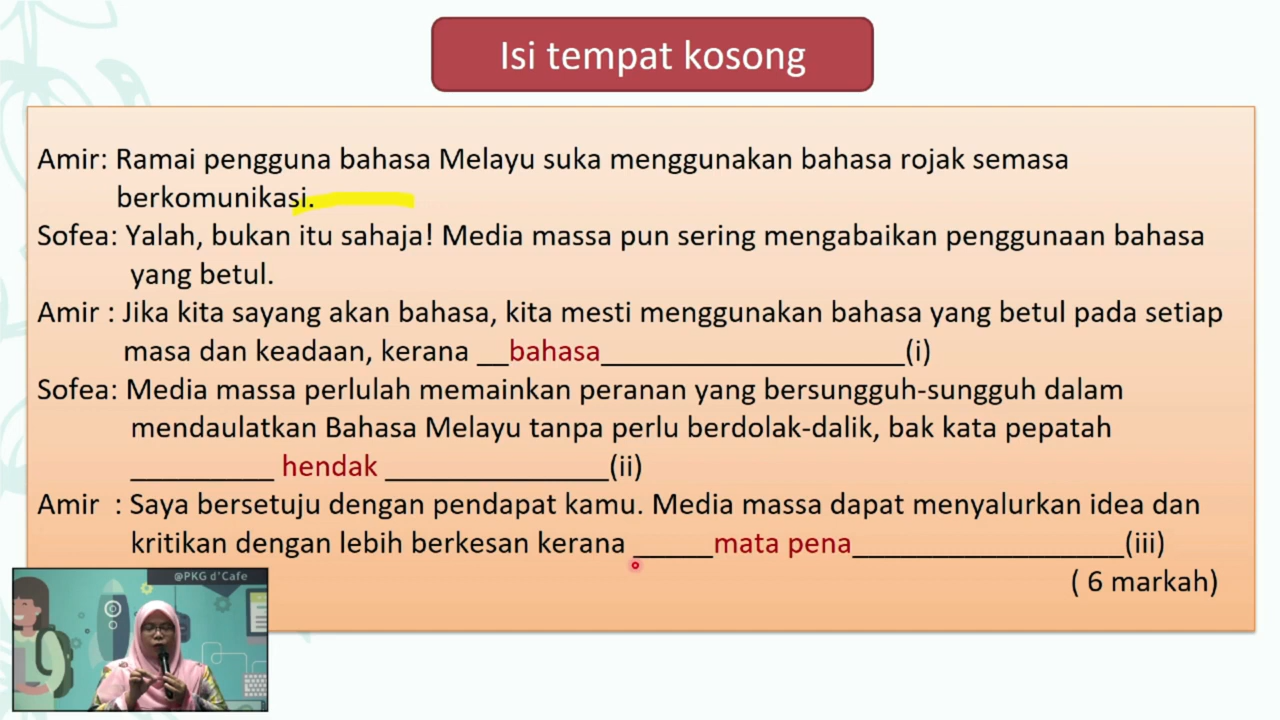 Isi tempat kosong
Amir: Ramai pengguna bahasa Melayu suka menggunakan bahasa rojak semasa
berkomunikasi.
Sofea: Yalah, bukan itu sahaja! Media massa pun sering mengabaikan penggunaan bahasa
yang betul.
Amir : Jika kita sayang akan bahasa, kita mesti menggunakan bahasa yang betul pada setiap
masa dan keadaan, kerana __bahasa____________________(i)
Sofea: Media massa perlulah memainkan peranan yang bersungguh-sungguh dalam
mendaulatkan Bahasa Melayu tanpa perlu berdolak-dalik, bak kata pepatah
_________ hendak ______________(ii)
Amir : Saya bersetuju dengan pendapat kamu. Media massa dapat menyalurkan idea dan
kritikan dengan lebih berkesan kerana _____mata pena_________________(iii)
( 6 markah)
@PKG d'Cafe